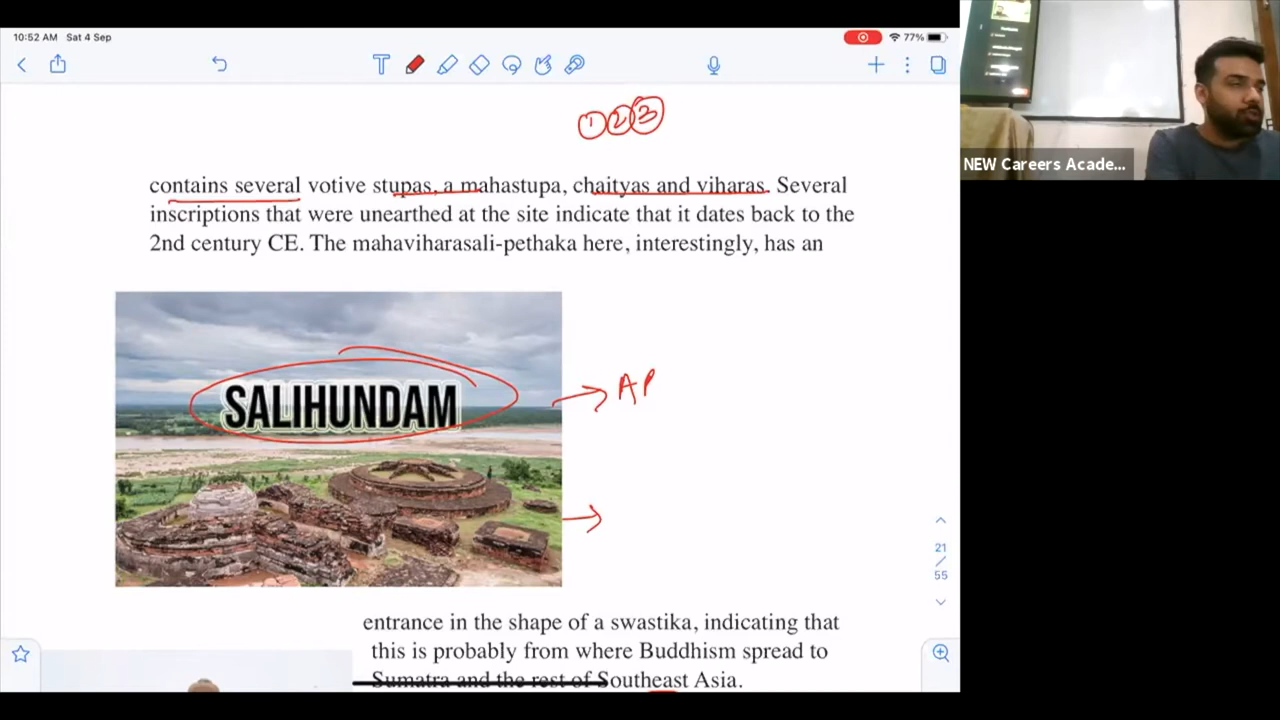 10:52 AM Sat 4 Sep
77%
T
1 2 3
contains several votive stupas, a mahastupa, chaityas and viharas. Several
inscriptions that were unearthed at the site indicate that it dates back to the
2nd century CE. The mahaviharasali-pethaka here, interestingly, has an
SALIHUNDAM
→ AP
→
entrance in the shape of a swastika, indicating that
this is probably from where Buddhism spread to
Sumatra and the rest of Southeast Asia.
21
/
55
NEW Careers Acade...